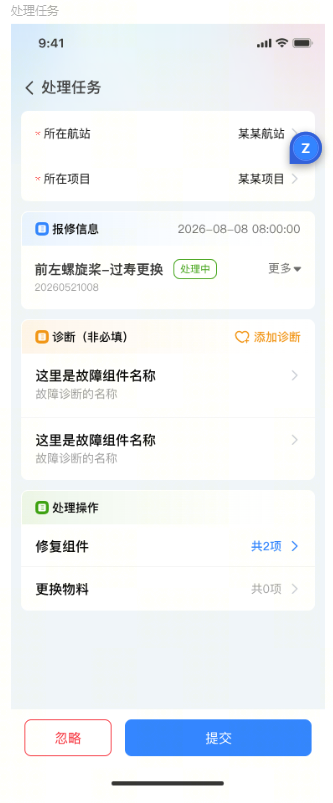 处理任务
9:41
处理任务
* 所在航站 某某航站
Z
* 所在项目 某某项目
报修信息 2026-08-08 08:00:00
前左螺旋桨-过寿更换 处理中 更多
20260521008
诊断（非必填） 添加诊断
这里是故障组件名称
故障诊断的名称
这里是故障组件名称
故障诊断的名称
处理操作
修复组件 共2项
更换物料 共0项
忽略 提交